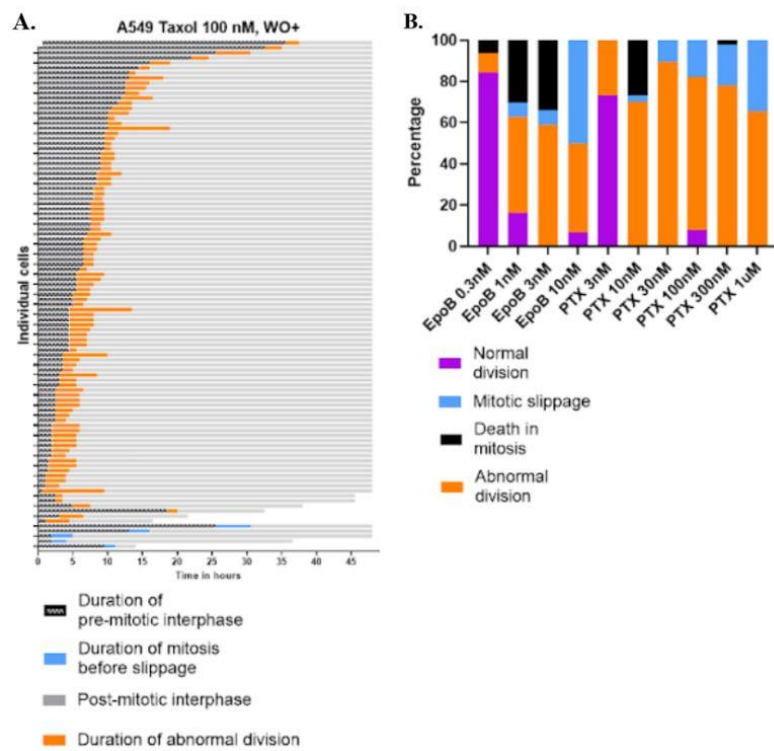 A.
A549 Taxol 100 nM, WO+
Individual cells
0 5 10 15 20 25 30 35 40 45
Time in hours
Duration of
pre-mitotic interphase
Duration of mitosis
before slippage
Post-mitotic interphase
Duration of abnormal division
B.
Percentage
100
80
60
40
20
0
EpoB 0.3nM
EpoB 1nM
EpoB 3nM
EpoB 10nM
PTX 3nM
PTX 10nM
PTX 30nM
PTX 100nM
PTX 300nM
PTX 1uM
Normal
division
Mitotic slippage
Death in
mitosis
Abnormal
division